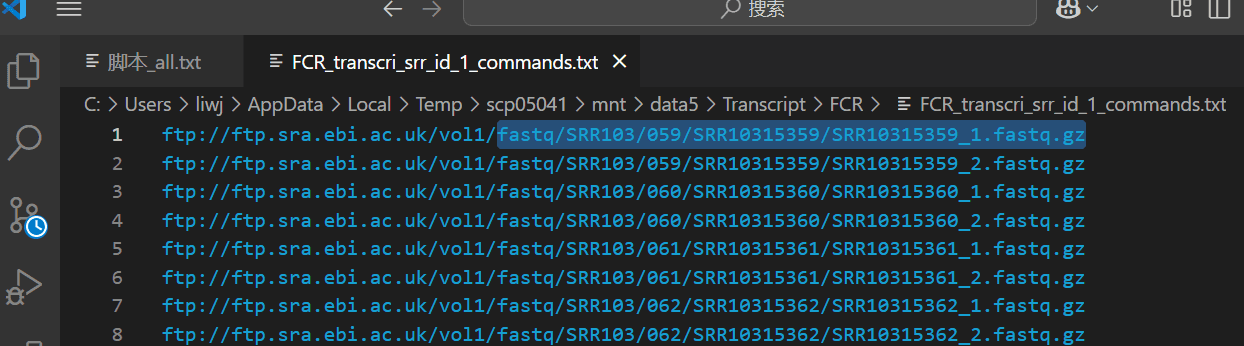 搜索
脚本_all.txt
FCR_transcri_srr_id_1_commands.txt
C: > Users > liwj > AppData > Local > Temp > scp05041 > mnt > data5 > Transcript > FCR > FCR_transcri_srr_id_1_commands.txt
1 ftp://ftp.sra.ebi.ac.uk/vol1/fastq/SRR103/059/SRR10315359/SRR10315359_1.fastq.gz
2 ftp://ftp.sra.ebi.ac.uk/vol1/fastq/SRR103/059/SRR10315359/SRR10315359_2.fastq.gz
3 ftp://ftp.sra.ebi.ac.uk/vol1/fastq/SRR103/060/SRR10315360/SRR10315360_1.fastq.gz
4 ftp://ftp.sra.ebi.ac.uk/vol1/fastq/SRR103/060/SRR10315360/SRR10315360_2.fastq.gz
5 ftp://ftp.sra.ebi.ac.uk/vol1/fastq/SRR103/061/SRR10315361/SRR10315361_1.fastq.gz
6 ftp://ftp.sra.ebi.ac.uk/vol1/fastq/SRR103/061/SRR10315361/SRR10315361_2.fastq.gz
7 ftp://ftp.sra.ebi.ac.uk/vol1/fastq/SRR103/062/SRR10315362/SRR10315362_1.fastq.gz
8 ftp://ftp.sra.ebi.ac.uk/vol1/fastq/SRR103/062/SRR10315362/SRR10315362_2.fastq.gz